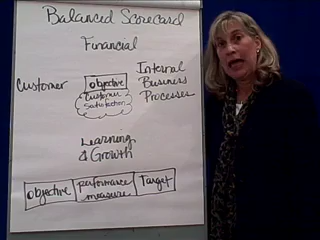 Balanced Scorecard
Financial
Customer
objective
Customer
Satisfaction
Internal
Business
Processes
Learning
& Growth
objective
performance
measure
Target